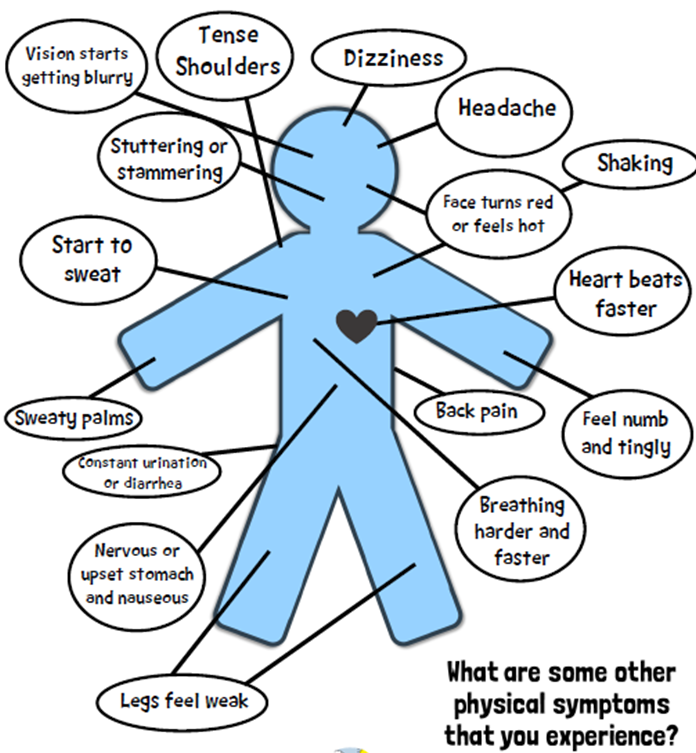 Vision starts
getting blurry
Tense
Shoulders
Dizziness
Headache
Stuttering or
stammering
Shaking
Face turns red
or feels hot
Start to
sweat
Heart beats
faster
Sweaty palms
Back pain
Feel numb
and tingly
Constant urination
or diarrhea
Breathing
harder and
faster
Nervous or
upset stomach
and nauseous
Legs feel weak
What are some other
physical symptoms
that you experience?